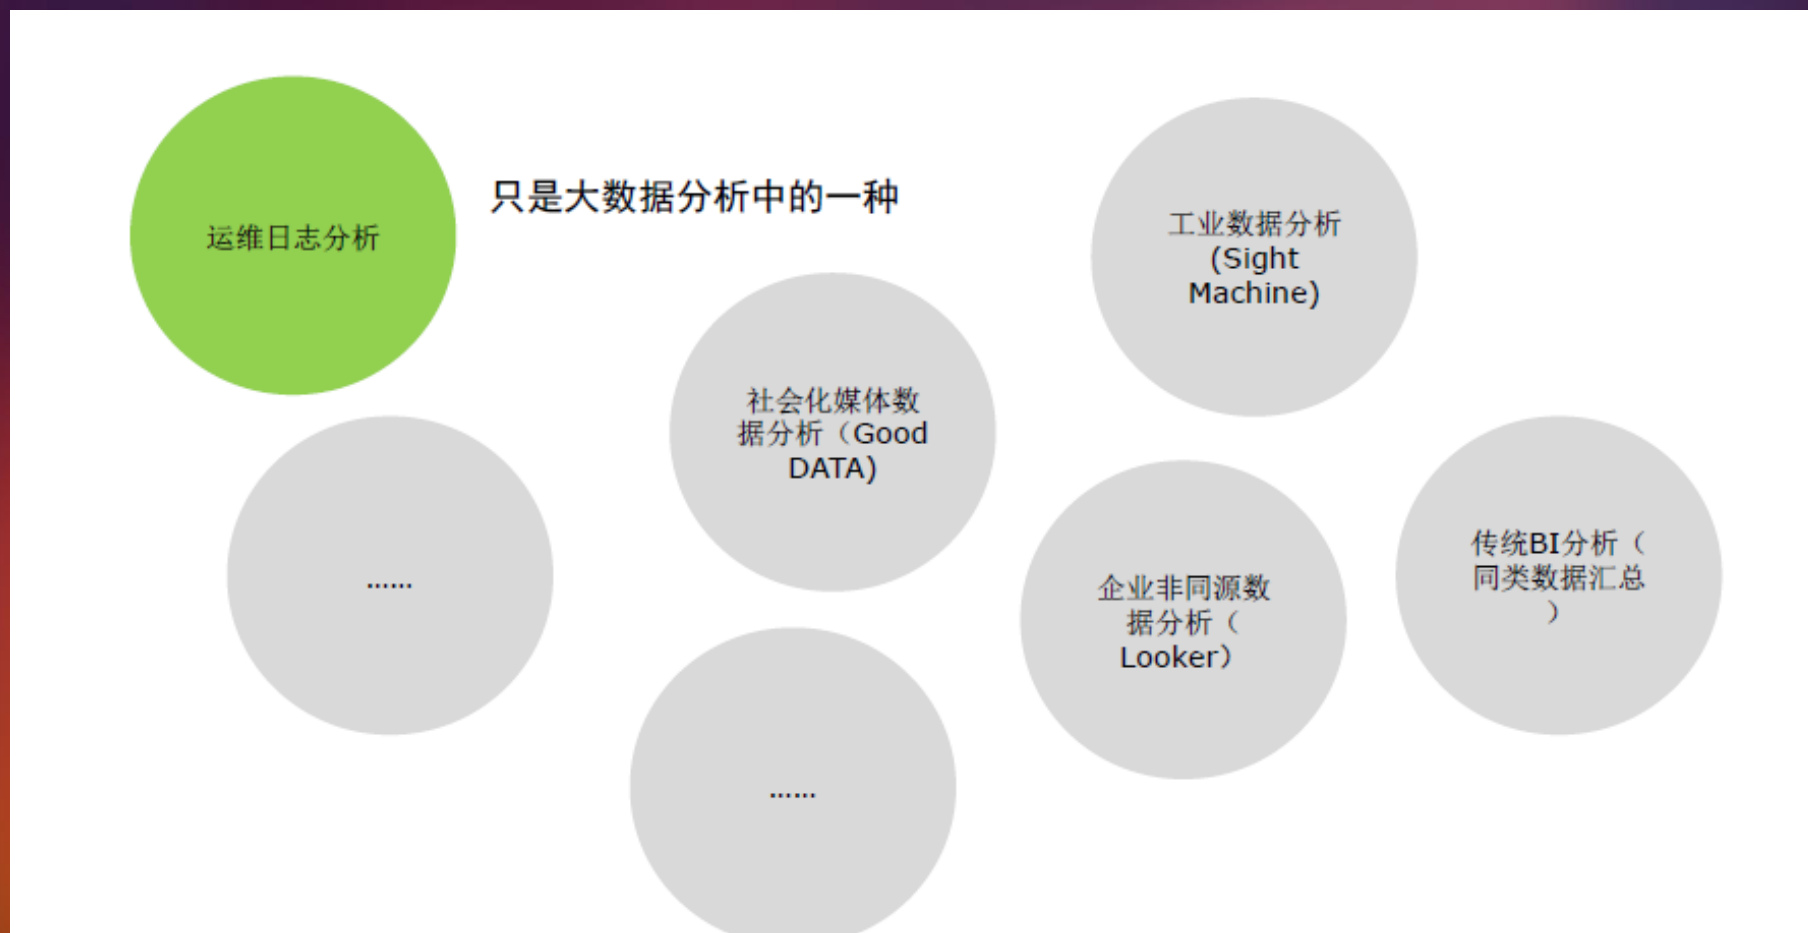 运维日志分析
只是大数据分析中的一种
工业数据分析
(Sight
Machine)
社会化媒体数
据分析（Good
DATA)
传统BI分析（
同类数据汇总
）
……
企业非同源数
据分析（
Looker）
……